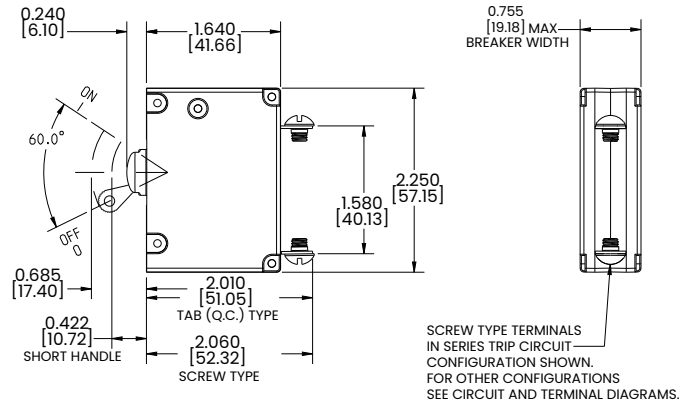 0.240
[6.10]
1.640
[41.66]
0.755
[19.18] MAX
BREAKER WIDTH
I
ON
60.0°
OFF
O
2.250
[57.15]
1.580
[40.13]
0.685
[17.40]
2.010
[51.05]
TAB (Q.C.) TYPE
0.422
[10.72]
SHORT HANDLE
2.060
[52.32]
SCREW TYPE
SCREW TYPE TERMINALS
IN SERIES TRIP CIRCUIT
CONFIGURATION SHOWN.
FOR OTHER CONFIGURATIONS
SEE CIRCUIT AND TERMINAL DIAGRAMS.